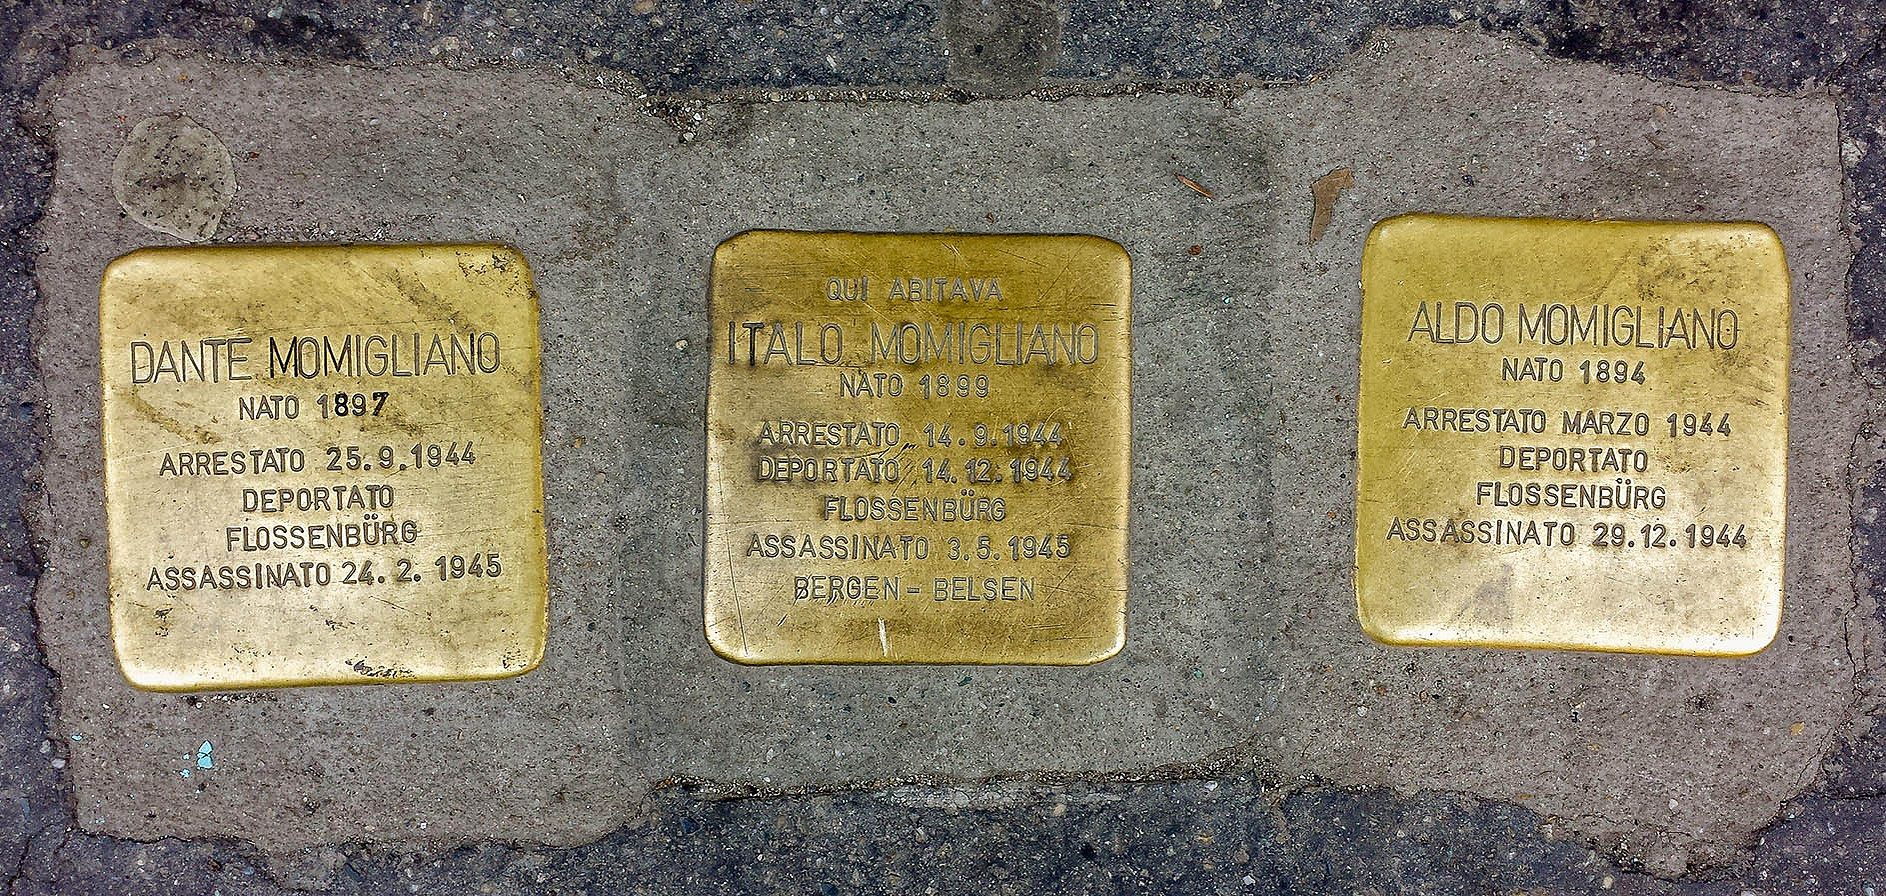 DANTE MOMIGLIANO
NATO 1897
ARRESTATO 25.9.1944
DEPORTATO
FLOSSENBÜRG
ASSASSINATO 24.2.1945
QUI ABITAVA
ITALO MOMIGLIANO
NATO 1899
ARRESTATO 14.9.1944
DEPORTATO 14.12.1944
FLOSSENBÜRG
ASSASSINATO 3.5.1945
BERGEN-BELSEN
ALDO MOMIGLIANO
NATO 1894
ARRESTATO MARZO 1944
DEPORTATO
FLOSSENBÜRG
ASSASSINATO 29.12.1944